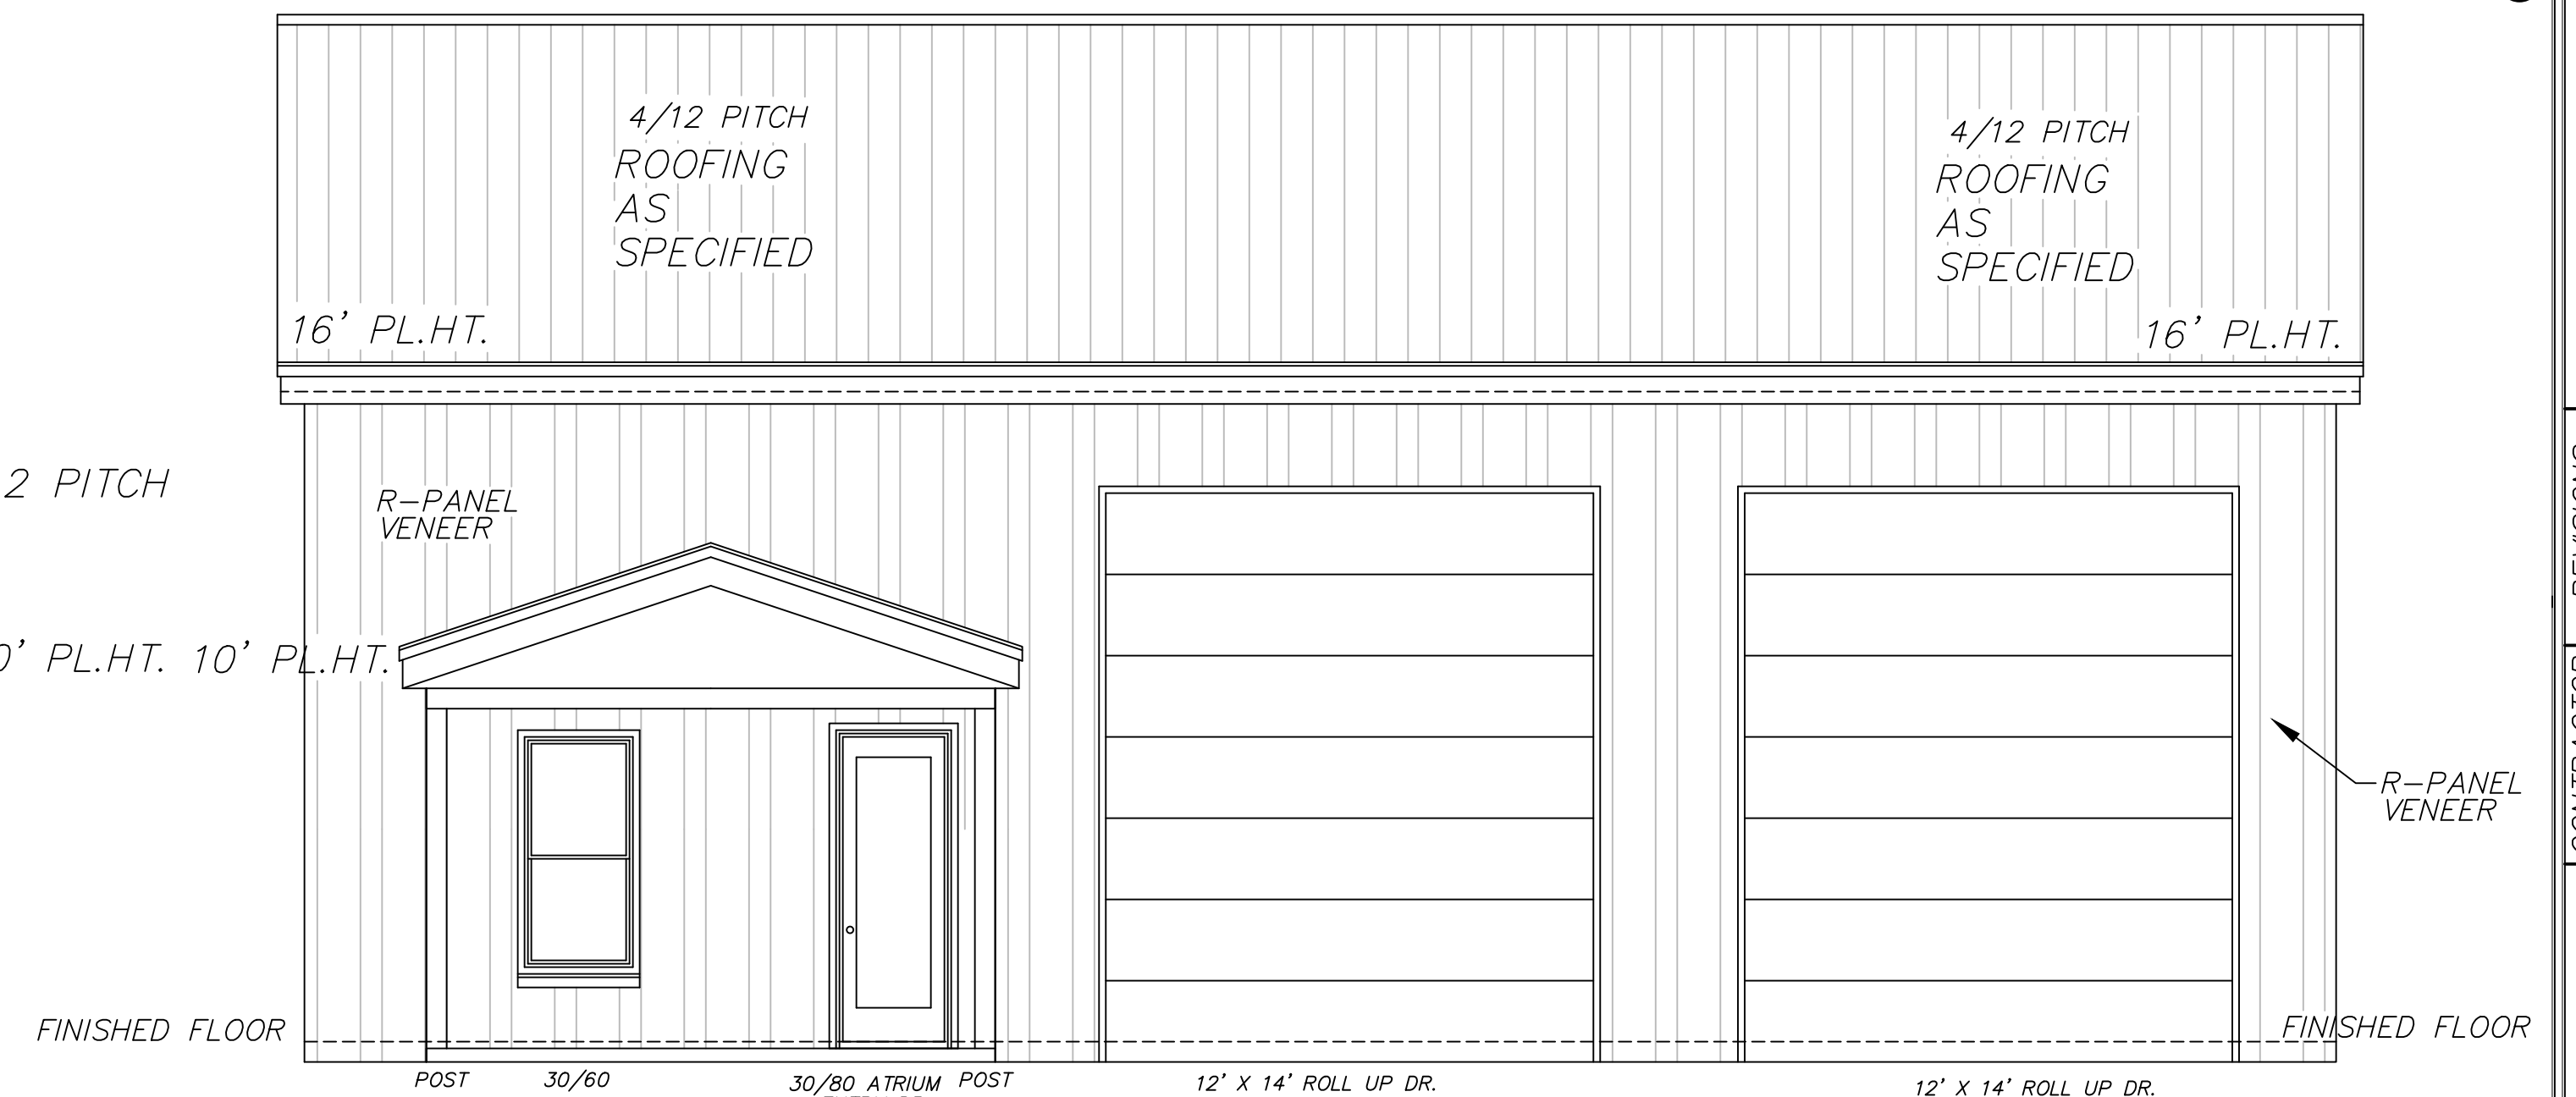 4/12 PITCH
ROOFING
AS
SPECIFIED
4/12 PITCH
ROOFING
AS
SPECIFIED
16' PL.HT.
16' PL.HT.
2 PITCH
R-PANEL
VENEER
0' PL.HT.
10' PL.HT.
R-PANEL
VENEER
FINISHED FLOOR
FINISHED FLOOR
POST
30/60
30/80 ATRIUM
POST
12' X 14' ROLL UP DR.
12' X 14' ROLL UP DR.